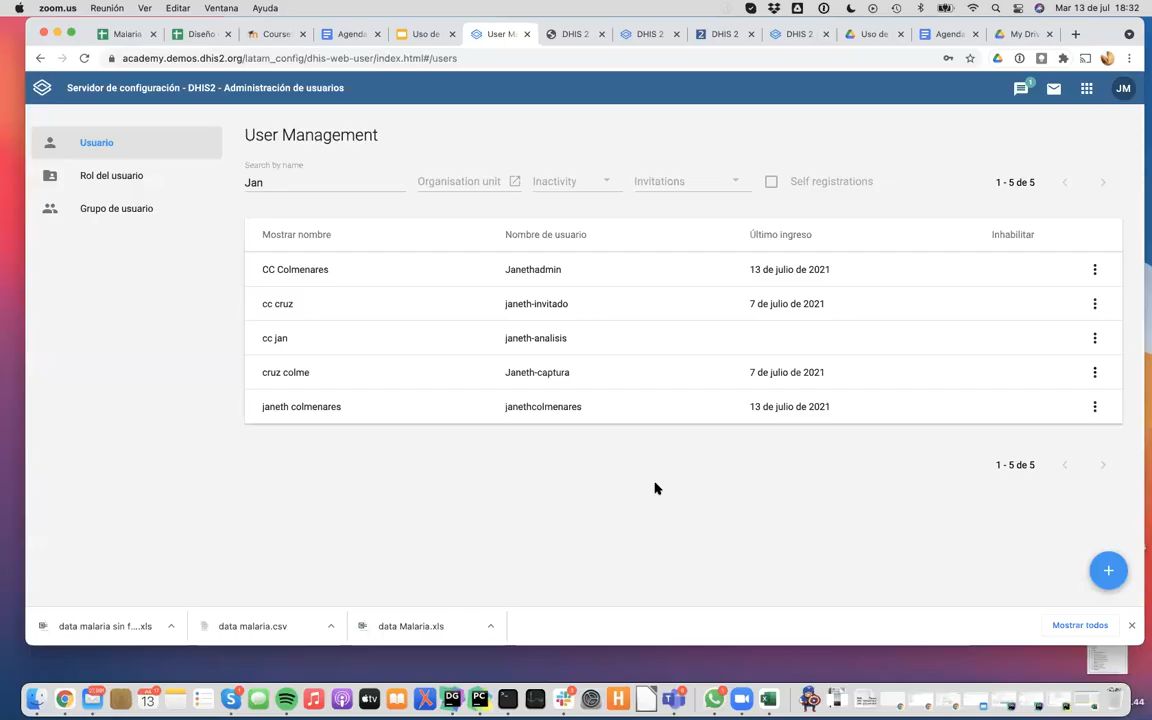 zoom.us Reunión Ver Editar Ventana Ayuda Mar 13 de jul 18:32
Malaria Diseño Course Agenda Uso de User M DHIS 2 DHIS 2 DHIS 2 DHIS 2 Uso de Agenda My Driv
academy.demos.dhis2.org/latam_config/dhis-web-user/index.html#/users
Servidor de configuración - DHIS2 - Administración de usuarios 1 JM
Usuario
Rol del usuario
Grupo de usuario
User Management
Search by name
Jan Organisation unit Inactivity Invitations Self registrations 1 - 5 de 5
Mostrar nombre Nombre de usuario Último ingreso Inhabilitar
CC Colmenares Janethadmin 13 de julio de 2021
cc cruz janeth-invitado 7 de julio de 2021
cc jan janeth-analisis
cruz colme Janeth-captura 7 de julio de 2021
janeth colmenares janethcolmenares 13 de julio de 2021
1 - 5 de 5
+
data malaria sin f....xls data malaria.csv data Malaria.xls Mostrar todos
JUL 13 tv DG PC H